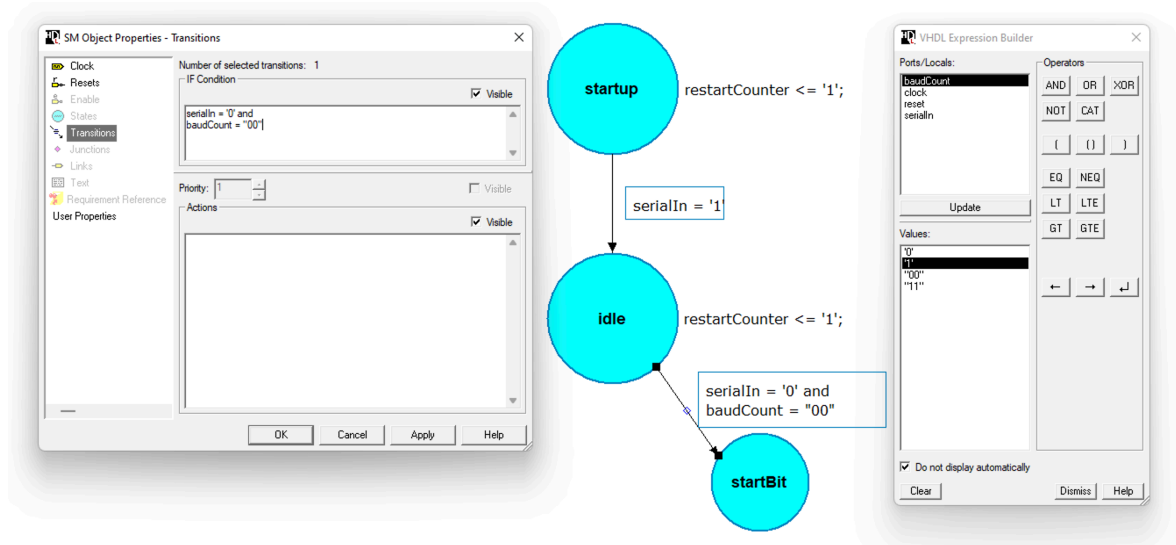 SM Object Properties - Transitions
Clock
Resets
Enable
States
Transitions
Junctions
Links
Text
Requirement Reference
User Properties
Number of selected transitions: 1
IF Condition
Visible
serialIn = '0' and
baudCount = "00"
Priority: 1
Visible
Actions
Visible
OK
Cancel
Apply
Help
startup
restartCounter <= '1';
serialIn = '1'
idle
restartCounter <= '1';
serialIn = '0' and
baudCount = "00"
startBit
VHDL Expression Builder
Ports/Locals:
baudCount
clock
reset
serialIn
Update
Values:
'0'
'1'
"00"
"11"
Operators
AND OR XOR
NOT CAT
( () )
EQ NEQ
LT LTE
GT GTE
← → ↵
Do not display automatically
Clear
Dismiss
Help